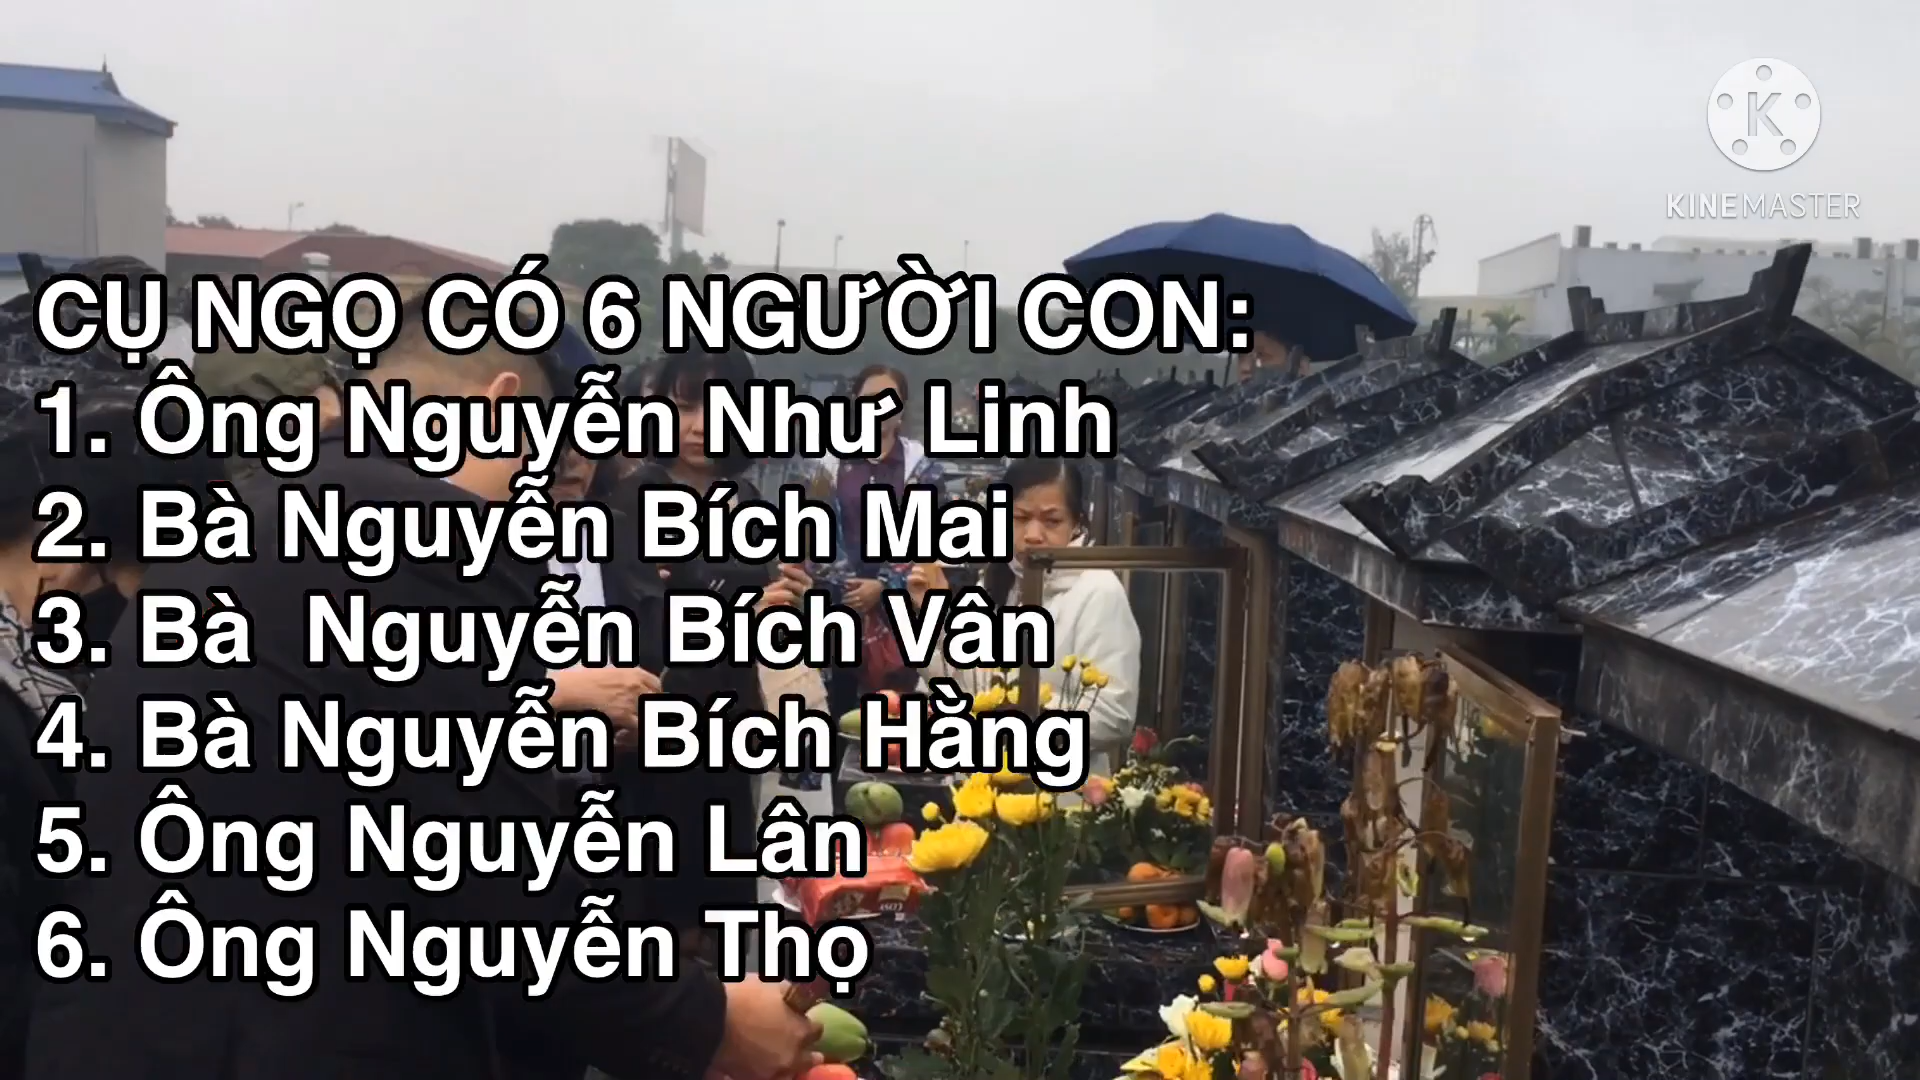 KINEMASTER
CỤ NGỌ CÓ 6 NGƯỜI CON:
1. Ông Nguyễn Như Linh
2. Bà Nguyễn Bích Mai
3. Bà  Nguyễn Bích Vân
4. Bà Nguyễn Bích Hằng
5. Ông Nguyễn Lân
6. Ông Nguyễn Thọ